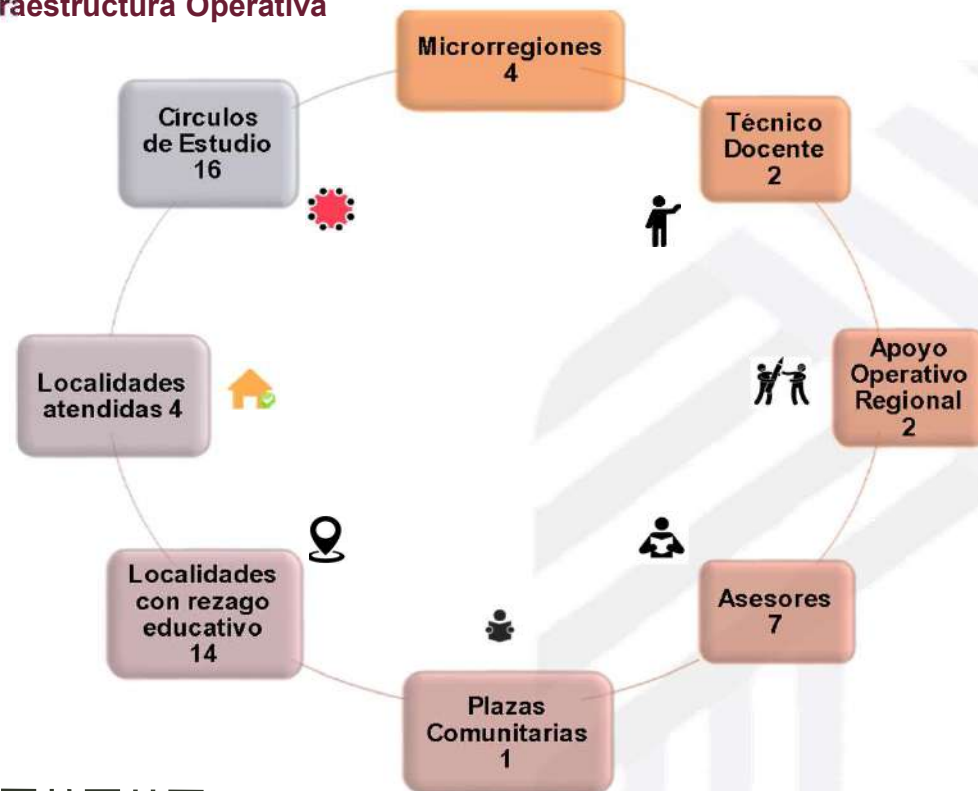 raestructura Operativa
Microrregiones
4
Técnico
Docente
2
Apoyo
Operativo
Regional
2
Asesores
7
Plazas
Comunitarias
1
Localidades
con rezago
educativo
14
Localidades
atendidas 4
Círculos
de Estudio
16